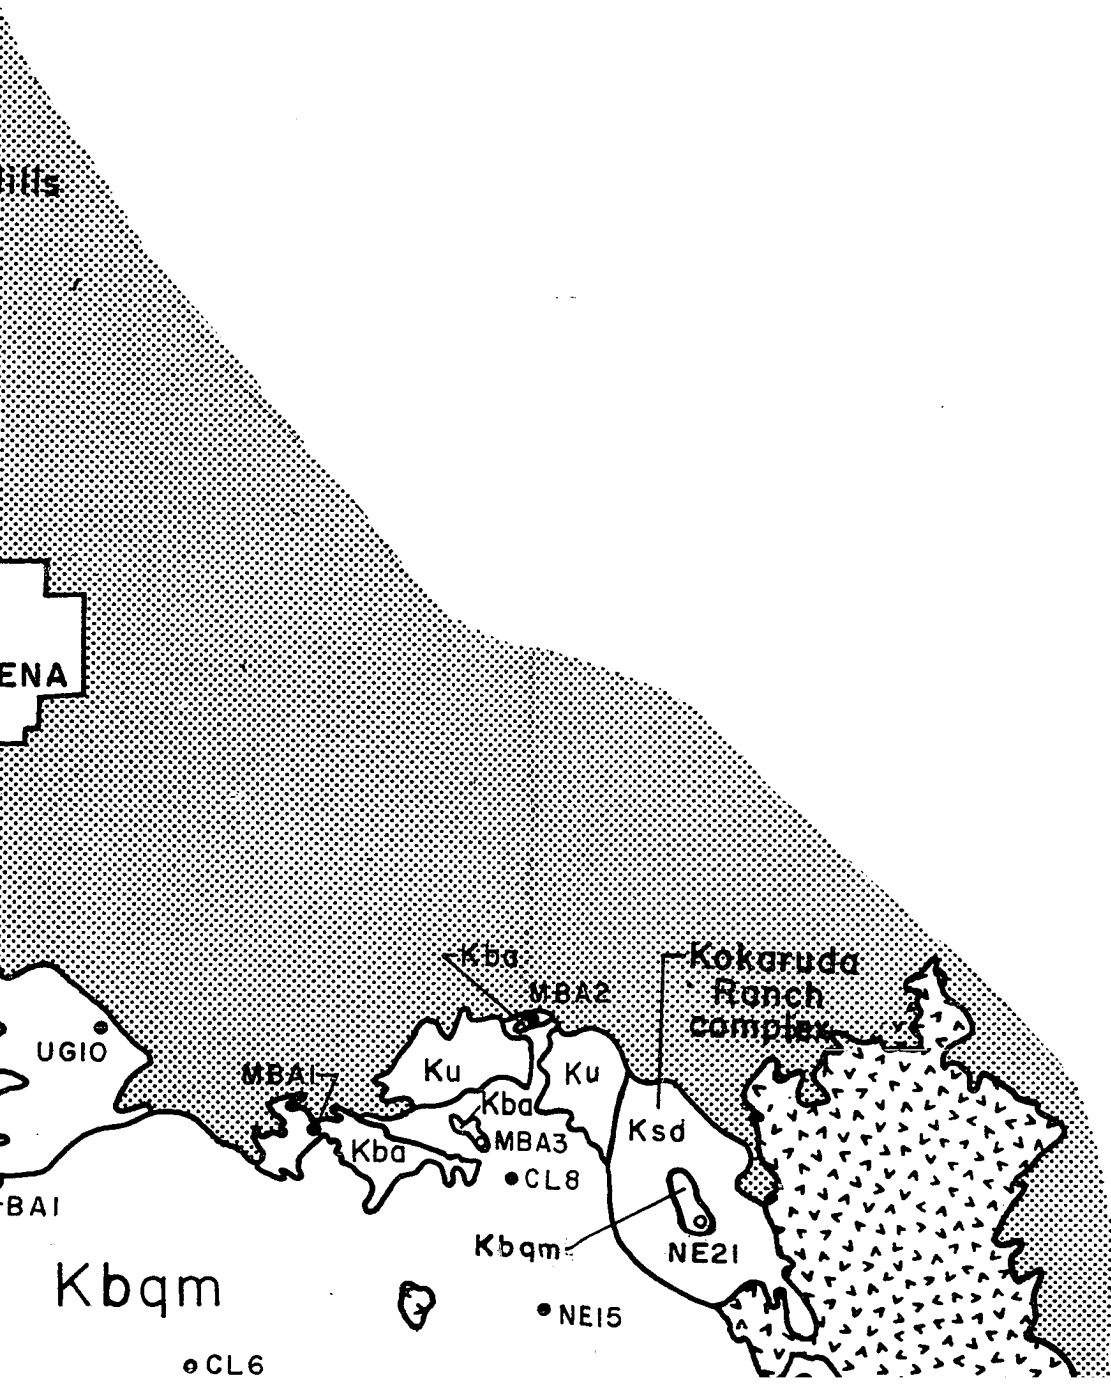 ills
ENA
Kba
Kokaruda
Ranch
complex
MBA2
UG10
MBA1
Ku
Ku
Kba
Ksd
Kba
MBA3
CL8
BA1
Kbqm
NE21
Kbqm
NE15
CL6